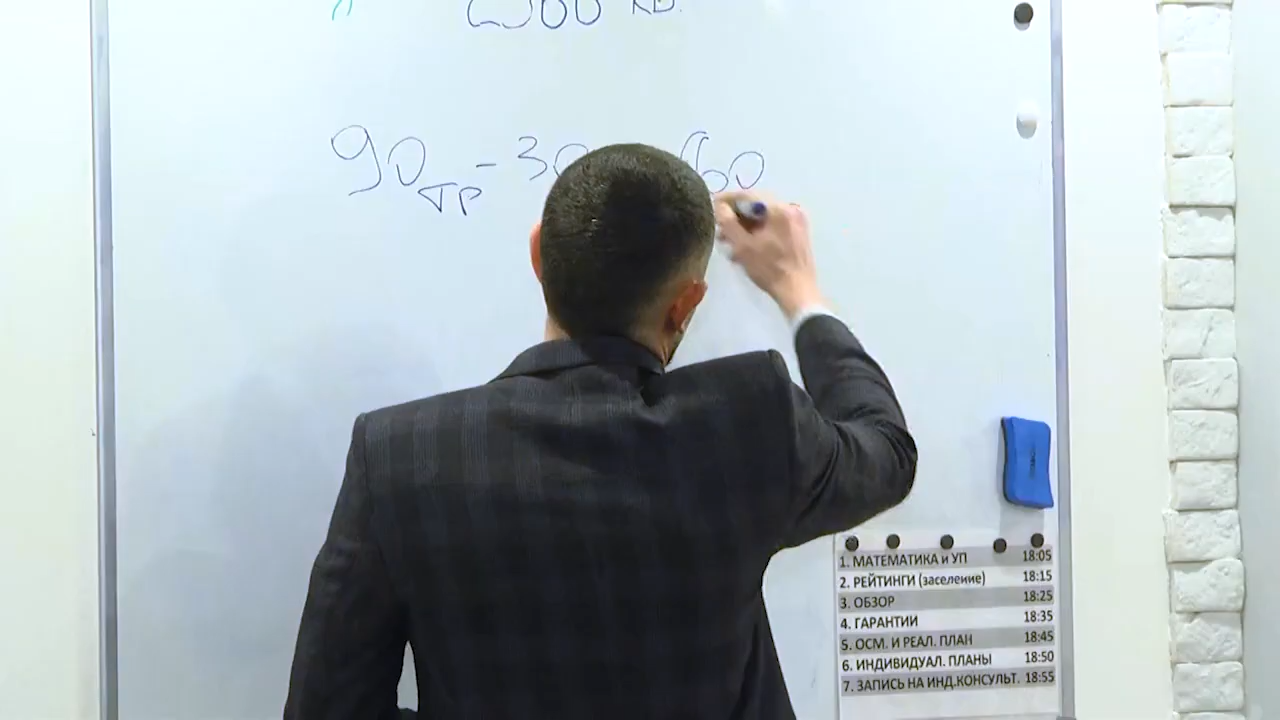 90 тр - 30 60
1. МАТЕМАТИКА и УП 18:05
2. РЕЙТИНГИ (заселение) 18:15
3. ОБЗОР 18:25
4. ГАРАНТИИ 18:35
5. ОСМ. И РЕАЛ. ПЛАН 18:45
6. ИНДИВИДУАЛ. ПЛАНЫ 18:50
7. ЗАПИСЬ НА ИНД.КОНСУЛЬТ. 18:55